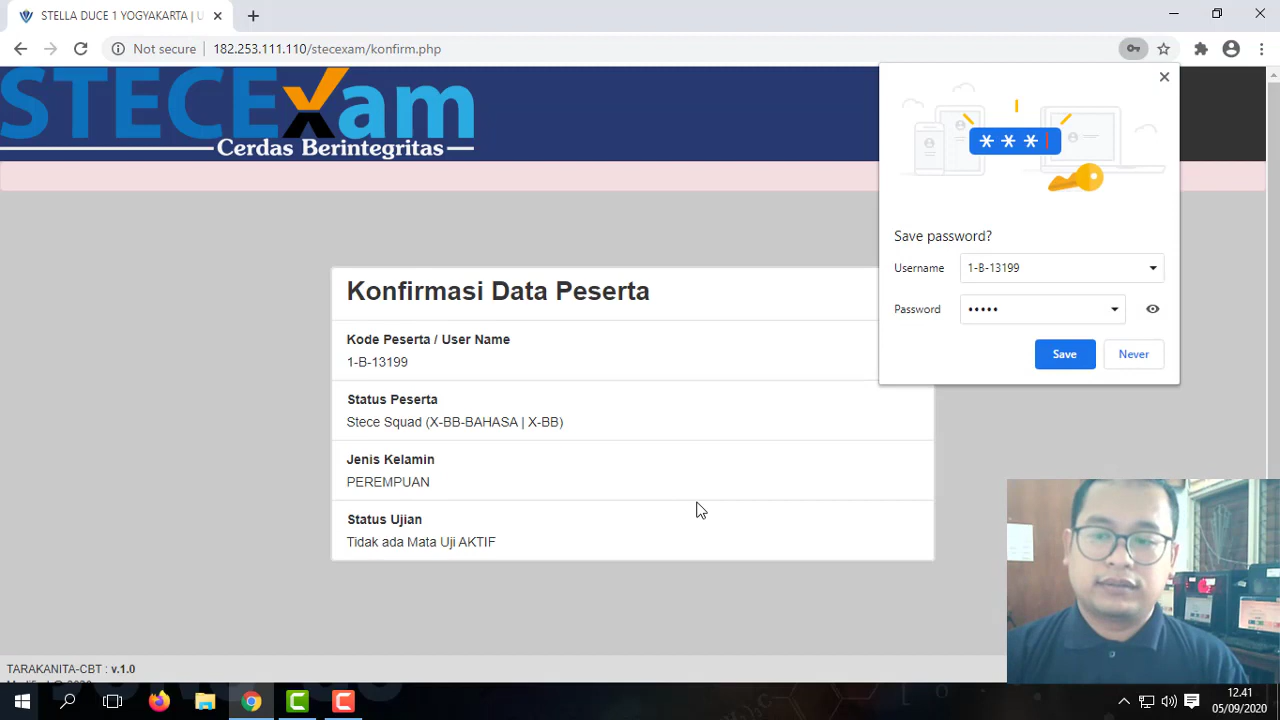 STELLA DUCE 1 YOGYAKARTA | U
Not secure
182.253.111.110/stecexam/konfirm.php
STECExam
Cerdas Berintegritas
***
Save password?
Username
1-B-13199
Password
•••••
Save
Never
Konfirmasi Data Peserta
Kode Peserta / User Name
1-B-13199
Status Peserta
Stece Squad (X-BB-BAHASA | X-BB)
Jenis Kelamin
PEREMPUAN
Status Ujian
Tidak ada Mata Uji AKTIF
TARAKANITA-CBT : v.1.0
12.41
05/09/2020